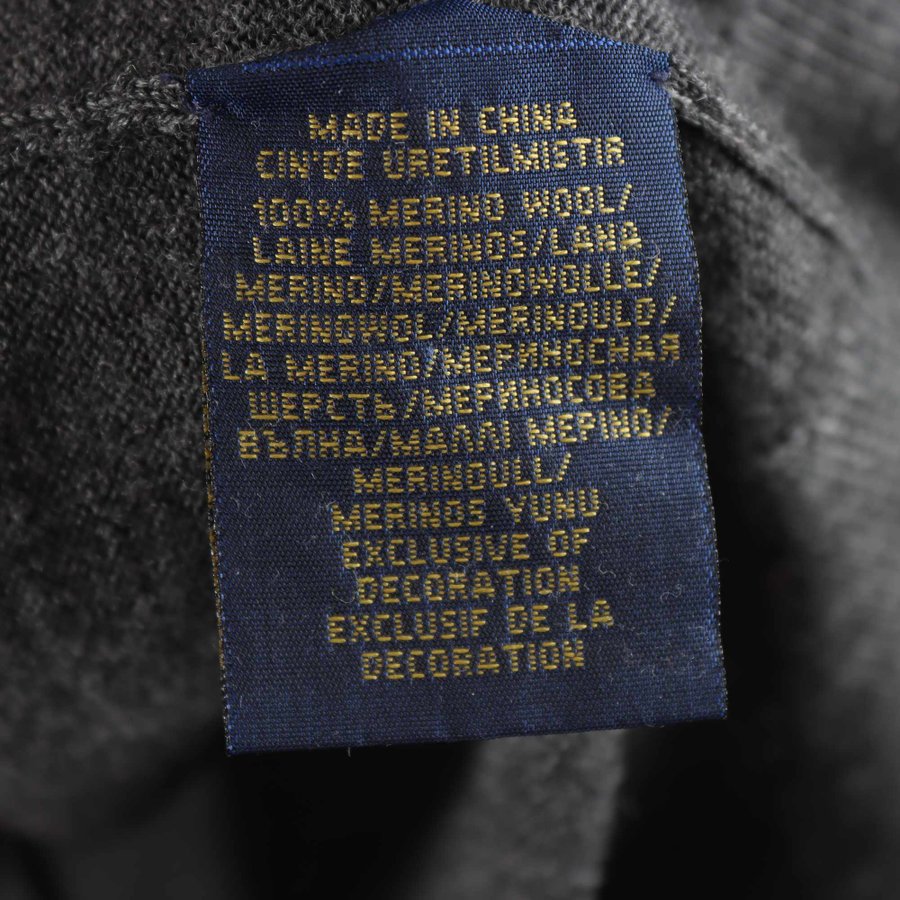 MADE IN CHINA
CIN'DE URETILMISTIR
100% MERINO WOOL/
LAINE MERINOS/LANA
MERINO/MERINOWOLLE/
MERINOWOL/MERINOULD/
LA MERINO/МЕРИНОСНАЯ
ШЕРСТЬ/МЕРИНОСОВА
ВЪЛНА/ΜΑΛΛΙ ΜΕΡΙΝΟ/
MERINOULL/
MERINOS YUNU
EXCLUSIVE OF
DECORATION
EXCLUSIF DE LA
DECORATION